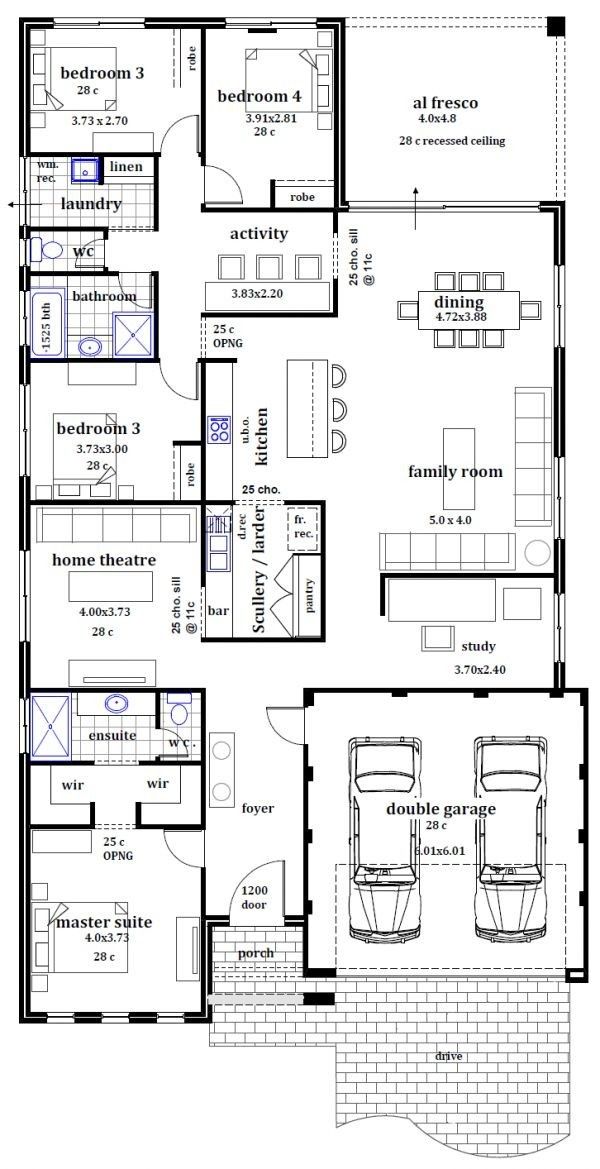 bedroom 3
28 c
3.73 x 2.70
robe
bedroom 4
3.91x2.81
28 c
robe
al fresco
4.0x4.8
28 c recessed ceiling
wm.
rec.
linen
laundry
wc
activity
3.83x2.20
25 cho. sill
@ 11c
bathroom
1525 bth
25 c
OPNG
dining
4.72x3.88
bedroom 3
3.73x3.00
28 c
robe
u.b.o.
kitchen
25 cho.
family room
5.0 x 4.0
home theatre
4.00x3.73
28 c
25 cho. sill
@ 11c
d.rec
Scullery / larder
fr.
rec.
bar
pantry
study
3.70x2.40
ensuite
wc.
wir
wir
foyer
double garage
28 c
6.01x6.01
25 c
OPNG
1200
door
master suite
4.0x3.73
28 c
porch
drive